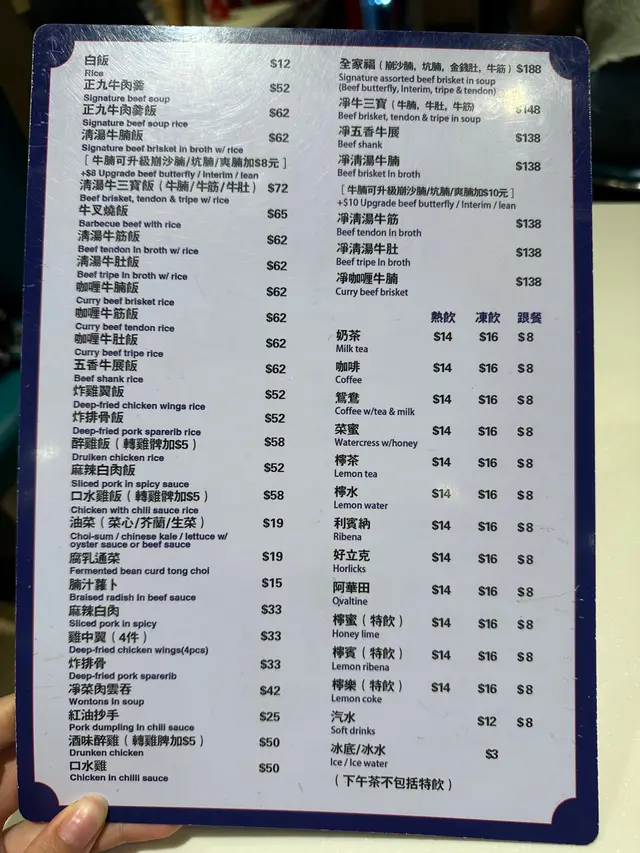 白飯 $12
Rice
正九牛肉羹 $52
Signature beef soup
正九牛肉羹飯 $62
Signature beef soup rice
清湯牛腩飯 $62
Signature beef brisket in broth w/ rice
[ 牛腩可升級崩沙腩/坑腩/爽腩加$8元 ]
+$8 Upgrade beef butterfly / Interim / lean
清湯牛三寶飯（牛腩/牛筋/牛肚） $72
Beef brisket, tendon & tripe w/ rice
牛叉燒飯 $65
Barbecue beef with rice
清湯牛筋飯 $62
Beef tendon In broth w/ rice
清湯牛肚飯 $62
Beef tripe In broth w/ rice
咖喱牛腩飯 $62
Curry beef brisket rice
咖喱牛筋飯 $62
Curry beef tendon rice
咖喱牛肚飯 $62
Curry beef tripe rice
五香牛展飯 $62
Beef shank rice
炸雞翼飯 $52
Deep-fried chicken wings rice
炸排骨飯 $52
Deep-fried pork sparerib rice
醉雞飯（轉雞髀加$5） $58
Druiken chicken rice
麻辣白肉飯 $52
Sliced pork in spicy sauce
口水雞飯（轉雞髀加$5） $58
Chicken with chili sauce rice
油菜（菜心/芥蘭/生菜） $19
Choi-sum / chinese kale / lettuce w/
oyster sauce or beef sauce
腐乳通菜 $19
Fermented bean curd tong choi
腩汁蘿卜 $15
Braised radish In beef sauce
麻辣白肉 $33
Sliced pork in spicy
雞中翼（4件） $33
Deep-fried chicken wings(4pcs)
炸排骨 $33
Deep-fried pork sparerib
淨菜肉雲吞 $42
Wontons in soup
紅油抄手 $25
Pork dumpling In chili sauce
酒味醉雞（轉雞髀加$5） $50
Drunken chicken
口水雞 $50
Chicken in chilli sauce
全家福（崩沙腩, 坑腩, 金錢肚, 牛筋） $188
Signature assorted beef brisket in soup
(Beef butterfly, Interim, tripe & tendon)
淨牛三寶（牛腩, 牛肚, 牛筋） $148
Beef brisket, tendon & tripe in soup
淨五香牛展 $138
Beef shank
淨清湯牛腩 $138
Beef brisket In broth
[ 牛腩可升級崩沙腩/坑腩/爽腩加$10元 ]
+$10 Upgrade beef butterfly / Interim / lean
淨清湯牛筋 $138
Beef tendon In broth
淨清湯牛肚 $138
Beef tripe In broth
淨咖喱牛腩 $138
Curry beef brisket
熱飲 凍飲 跟餐
奶茶 $14 $16 $8
Milk tea
咖啡 $14 $16 $8
Coffee
鴛鴦 $14 $16 $8
Coffee w/tea & milk
菜蜜 $14 $16 $8
Watercress w/honey
檸茶 $14 $16 $8
Lemon tea
檸水 $14 $16 $8
Lemon water
利賓納 $14 $16 $8
Ribena
好立克 $14 $16 $8
Horlicks
阿華田 $14 $16 $8
Ovaltine
檸蜜（特飲） $14 $16 $8
Honey lime
檸賓（特飲） $14 $16 $8
Lemon ribena
檸樂（特飲） $14 $16 $8
Lemon coke
汽水 $12 $8
Soft drinks
冰底/冰水 $3
Ice / Ice water
（下午茶不包括特飲）